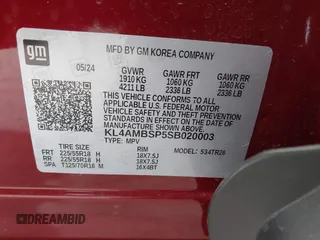 gm
MFD BY GM KOREA COMPANY
05/24 GVWR GAWR FRT GAWR RR
1910 KG 1060 KG 1060 KG
4211 LB 2336 LB 2336 LB
THIS VEHICLE CONFORMS TO ALL
APPLICABLE U.S. FEDERAL MOTOR
VEHICLE SAFETY, BUMPER, AND THEFT
PREVENTION STANDARDS IN EFFECT ON
THE DATE OF MANUFACTURE SHOWN ABOVE.
KL4AMBSP5SB020003
TYPE: MPV MODEL: 534TR26
TIRE SIZE RIM
FRT 225/55R18 H 18X7.5J
RR 225/55R18 H 18X7.5J
SPA T125/70R16 M 16X4BT
DREAMBID